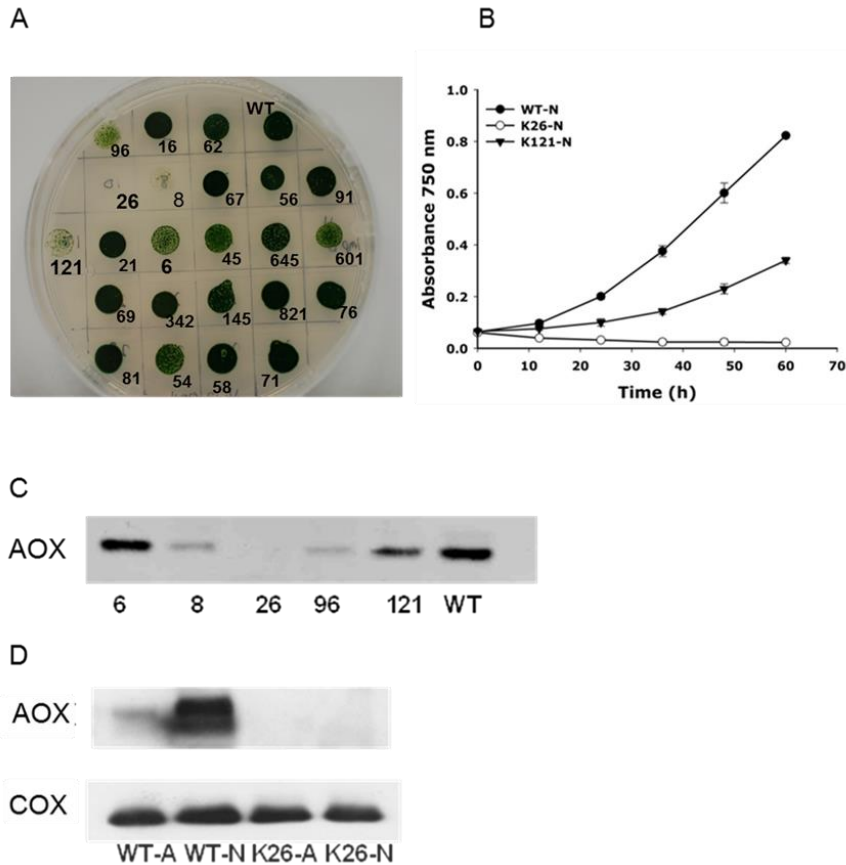 A
B
WT
96 16 62
26 8 67 56 91
121 21 6 45 645 601
69 342 145 821 76
81 54 58 71
WT-N
K26-N
K121-N
1.0
0.8
0.6
0.4
0.2
0.0
Absorbance 750 nm
0 10 20 30 40 50 60 70
Time (h)
C
AOX
6 8 26 96 121 WT
D
AOX
COX
WT-A WT-N K26-A K26-N